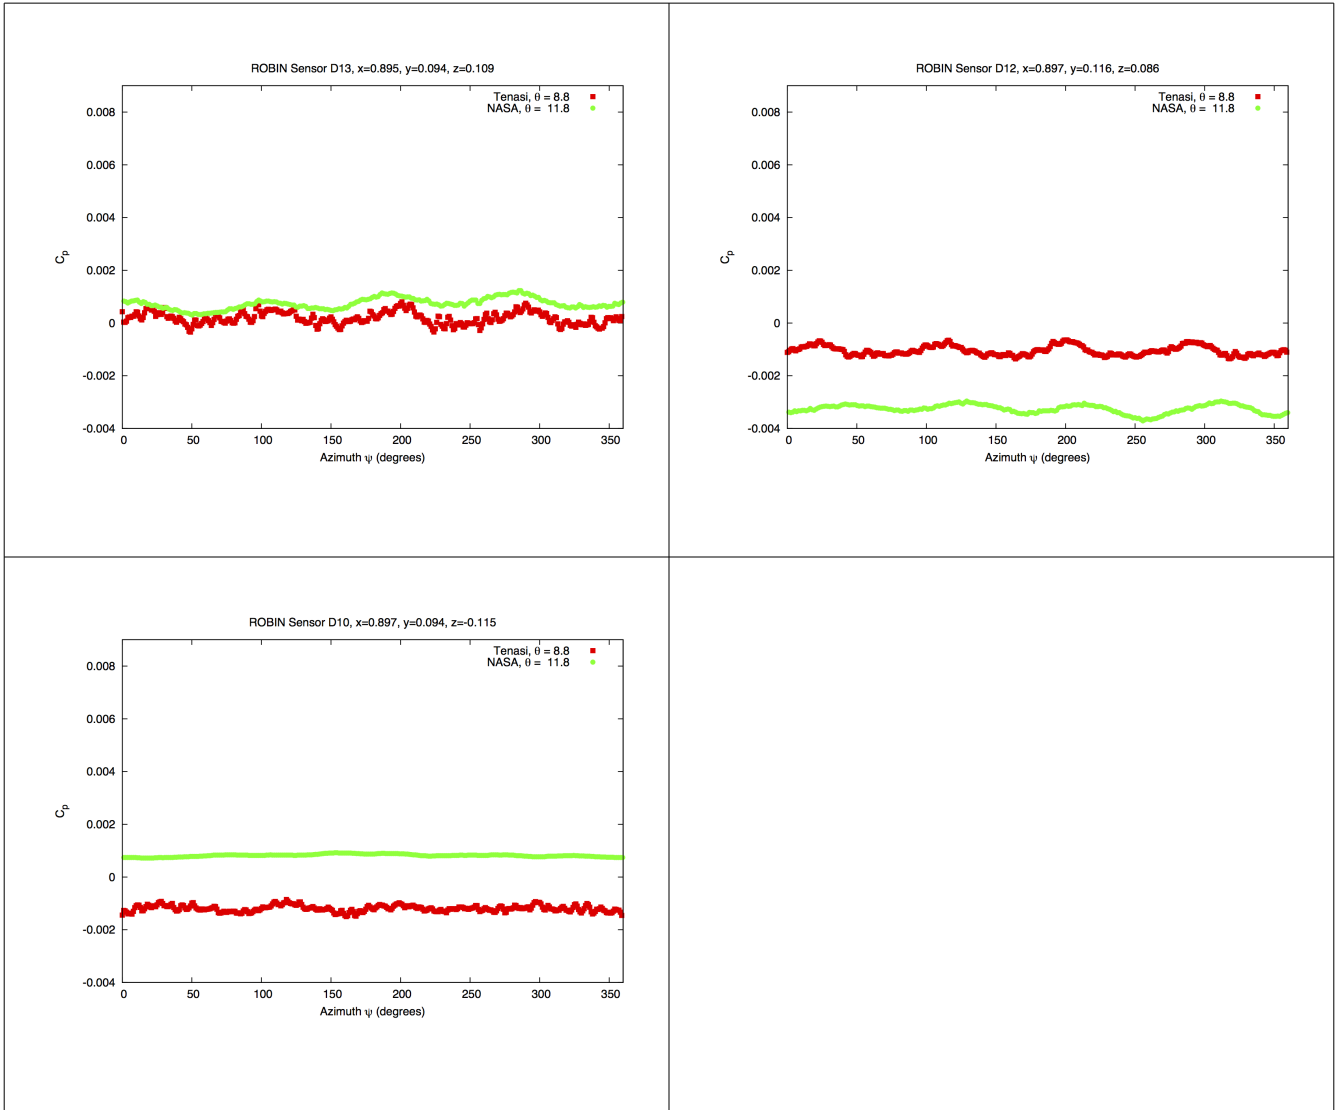 ROBIN Sensor D13, x=0.895, y=0.094, z=0.109
Tenasi, θ = 8.8
NASA, θ = 11.8
0.008
0.006
0.004
0.002
0
-0.002
-0.004
Cp
0 50 100 150 200 250 300 350
Azimuth ψ (degrees)
ROBIN Sensor D12, x=0.897, y=0.116, z=0.086
Tenasi, θ = 8.8
NASA, θ = 11.8
0.008
0.006
0.004
0.002
0
-0.002
-0.004
Cp
0 50 100 150 200 250 300 350
Azimuth ψ (degrees)
ROBIN Sensor D10, x=0.897, y=0.094, z=-0.115
Tenasi, θ = 8.8
NASA, θ = 11.8
0.008
0.006
0.004
0.002
0
-0.002
-0.004
Cp
0 50 100 150 200 250 300 350
Azimuth ψ (degrees)